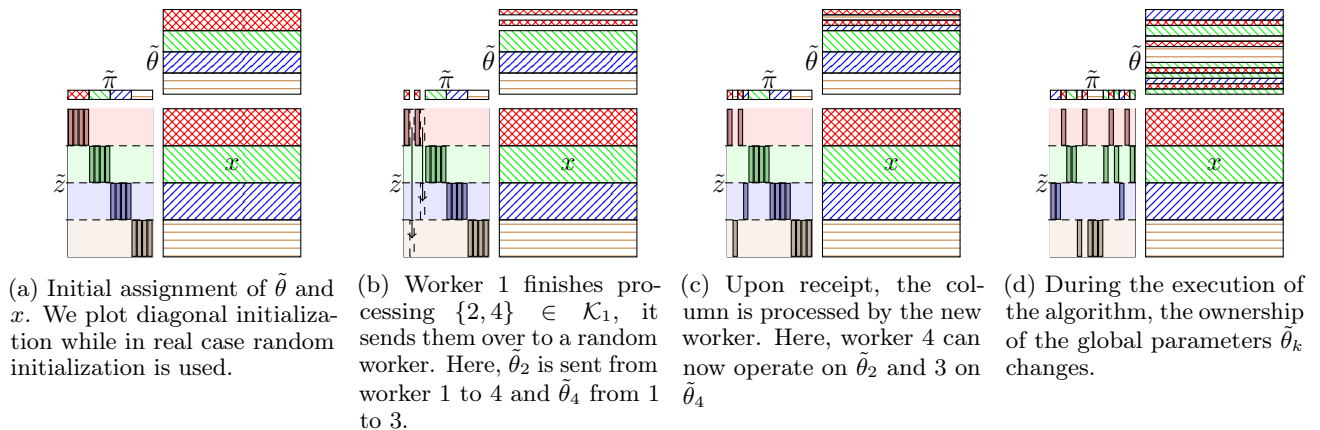 θ̃
π̃
z̃
x
(a) Initial assignment of θ̃ and
x. We plot diagonal initializa-
tion while in real case random
initialization is used.
θ̃
π̃
z̃
x
(b) Worker 1 finishes pro-
cessing {2, 4} ∈ 𝒦₁, it
sends them over to a random
worker. Here, θ̃₂ is sent from
worker 1 to 4 and θ̃₄ from 1
to 3.
θ̃
π̃
z̃
x
(c) Upon receipt, the col-
umn is processed by the new
worker. Here, worker 4 can
now operate on θ̃₂ and 3 on
θ̃₄
θ̃
π̃
z̃
x
(d) During the execution of
the algorithm, the ownership
of the global parameters θ̃ₖ
changes.